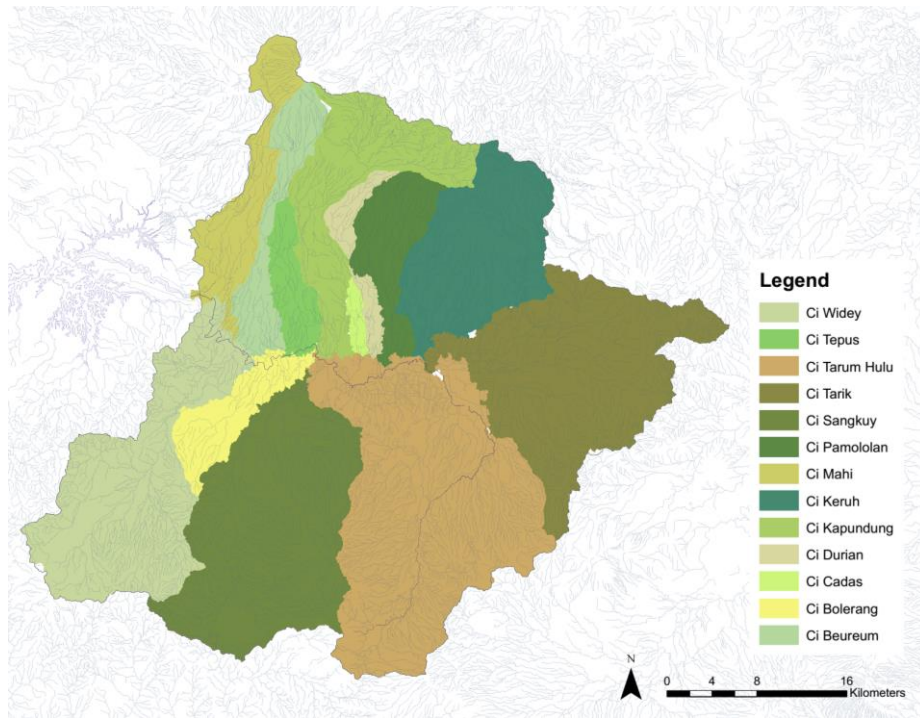 Legend
Ci Widey
Ci Tepus
Ci Tarum Hulu
Ci Tarik
Ci Sangkuy
Ci Pamololan
Ci Mahi
Ci Keruh
Ci Kapundung
Ci Durian
Ci Cadas
Ci Bolerang
Ci Beureum
N
0 4 8 16
Kilometers